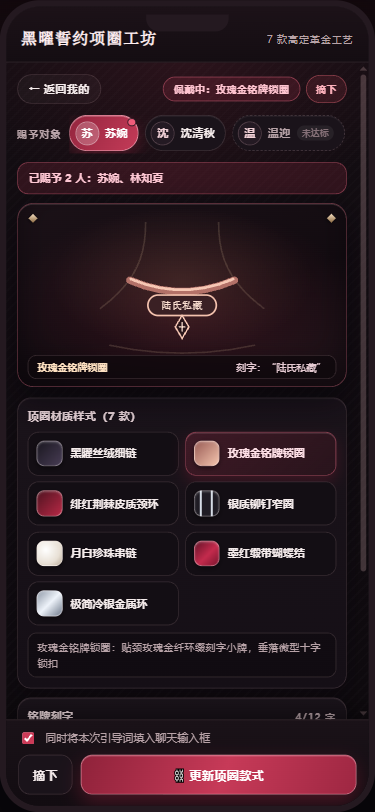 黑曜誓约项圈工坊
7 款高定革金工艺
← 返回我的
佩戴中：玫瑰金铭牌锁圈
摘下
赐予对象
苏 苏婉
沈 沈清秋
温 温迎 未达标
已赐予 2 人：苏婉、林知夏
陆氏私藏
玫瑰金铭牌锁圈
刻字：“陆氏私藏”
项圈材质样式（7 款）
黑曜丝绒细链
玫瑰金铭牌锁圈
绯红荆棘皮质颈环
银质铆钉窄圈
月白珍珠串链
墨红缎带蝴蝶结
极简冷银金属环
玫瑰金铭牌锁圈：贴颈玫瑰金纤环缀刻字小牌，垂落微型十字
锁扣
铭牌刻字
4/12 字
同时将本次引导词填入聊天输入框
摘下
⛓ 更新项圈款式